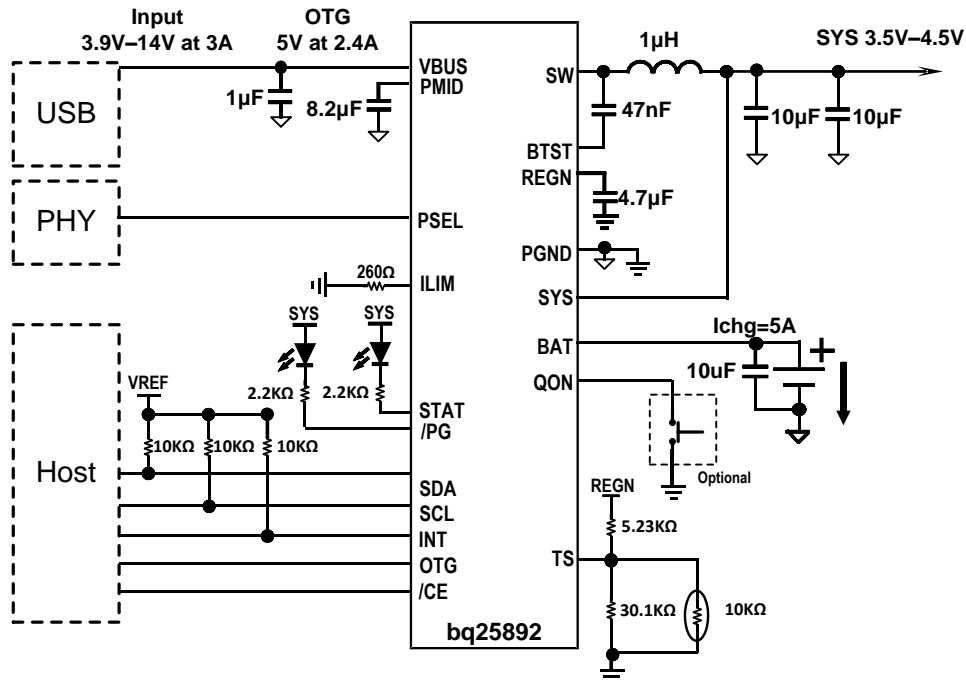 Input
3.9V–14V at 3A
OTG
5V at 2.4A
SYS 3.5V–4.5V
1µH
VBUS
PMID
SW
USB
1µF
8.2µF
47nF
10µF
10µF
BTST
REGN
4.7µF
PHY
PSEL
PGND
260Ω
ILIM
SYS
SYS
SYS
Ichg=5A
BAT
10uF
+
VREF
2.2KΩ
2.2KΩ
QON
STAT
/PG
10KΩ
10KΩ
10KΩ
Host
Optional
REGN
SDA
SCL
INT
OTG
/CE
5.23KΩ
TS
30.1KΩ
10KΩ
bq25892